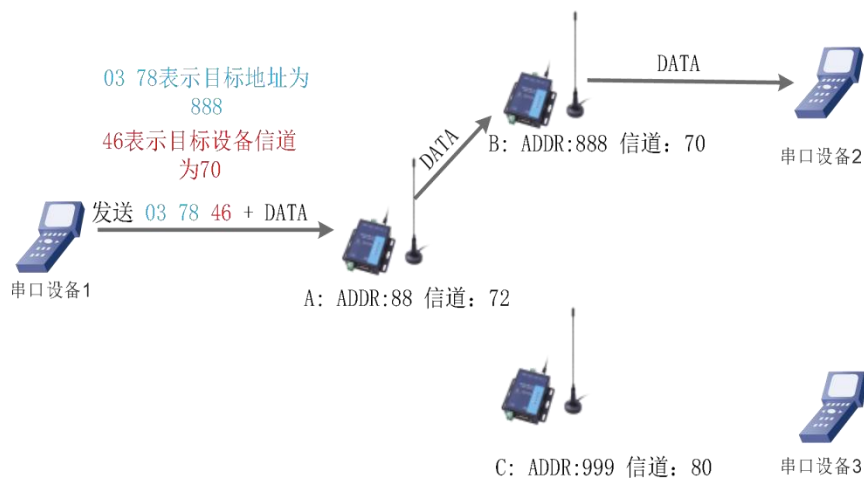 03 78表示目标地址为
888
46表示目标设备信道
为70
发送 03 78 46 + DATA
串口设备1
A: ADDR:88 信道: 72
DATA
B: ADDR:888 信道: 70
DATA
串口设备2
C: ADDR:999 信道: 80
串口设备3